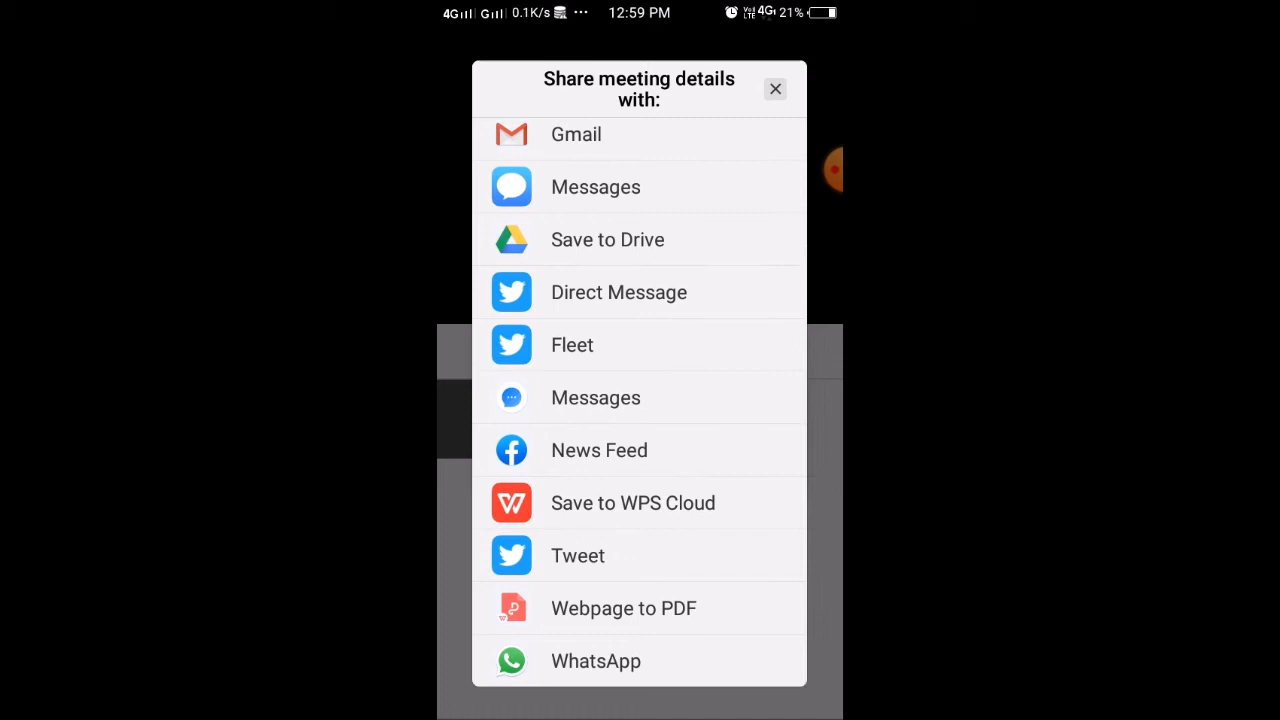 4G G 0.1K/s ... 12:59 PM VoLTE 4G 21%
Share meeting details
with:
Gmail
Messages
Save to Drive
Direct Message
Fleet
Messages
News Feed
Save to WPS Cloud
Tweet
Webpage to PDF
WhatsApp